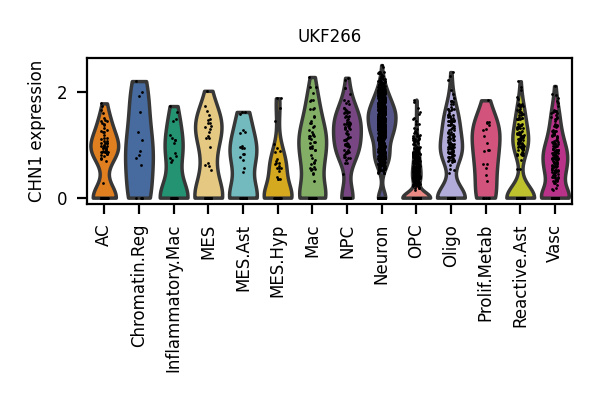 UKF266
CHN1 expression
2
0
AC
Chromatin.Reg
Inflammatory.Mac
MES
MES.Ast
MES.Hyp
Mac
NPC
Neuron
OPC
Oligo
Prolif.Metab
Reactive.Ast
Vasc